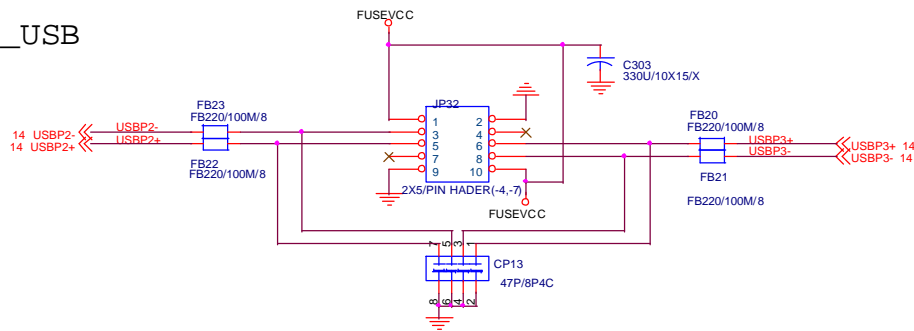 FUSEVCC
_USB
C303
330U/10X15/X
FB23
FB220/100M/8
JP32
FB20
FB220/100M/8
14 USBP2-
USBP2-
14 USBP2+
USBP2+
1
2
3
4
5
6
7
8
9
10
USBP3+
USBP3+ 14
USBP3-
USBP3- 14
FB22
FB220/100M/8
FB21
FB220/100M/8
2X5/PIN HADER(-4,-7)
FUSEVCC
7
5
3
1
CP13
47P/8P4C
8
6
4
2